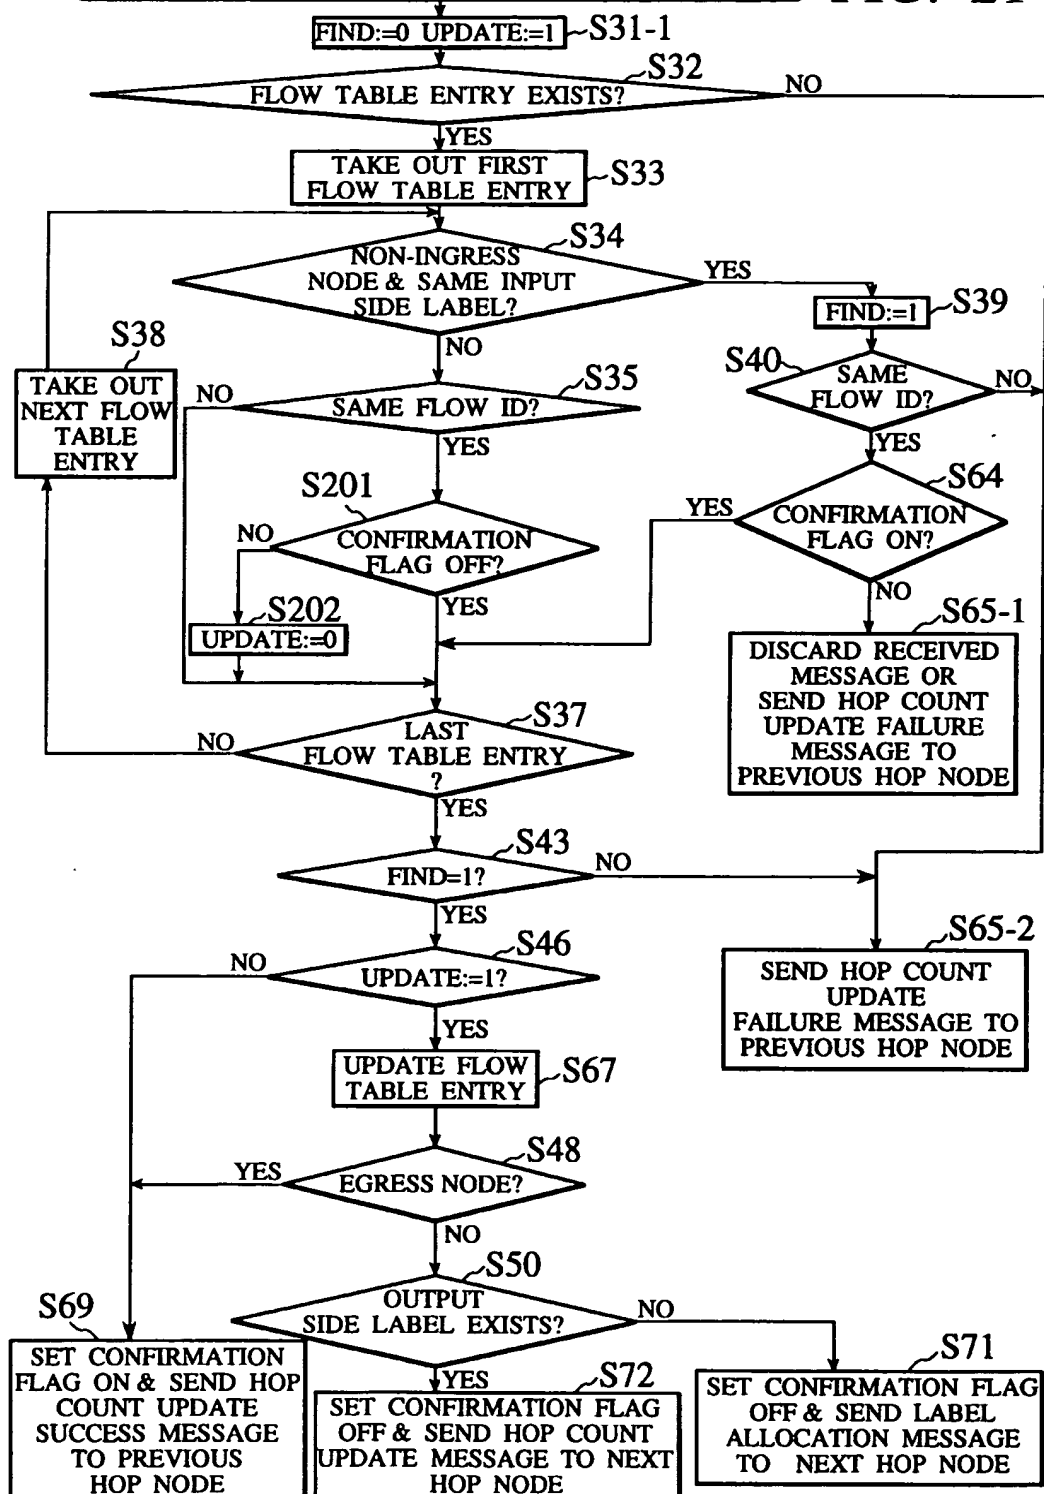 FIND:=0 UPDATE:=1
S31-1
S32
FLOW TABLE ENTRY EXISTS?
NO
YES
TAKE OUT FIRST
FLOW TABLE ENTRY
S33
S34
NON-INGRESS
NODE & SAME INPUT
SIDE LABEL?
YES
NO
FIND:=1
S39
S38
TAKE OUT
NEXT FLOW
TABLE
ENTRY
S35
SAME FLOW ID?
NO
YES
S40
SAME
FLOW ID?
NO
YES
S201
CONFIRMATION
FLAG OFF?
NO
YES
S64
CONFIRMATION
FLAG ON?
YES
NO
S202
UPDATE:=0
S65-1
DISCARD RECEIVED
MESSAGE OR
SEND HOP COUNT
UPDATE FAILURE
MESSAGE TO
PREVIOUS HOP NODE
S37
LAST
FLOW TABLE ENTRY
?
NO
YES
S43
FIND=1?
NO
YES
S65-2
SEND HOP COUNT
UPDATE
FAILURE MESSAGE TO
PREVIOUS HOP NODE
S46
UPDATE:=1?
NO
YES
UPDATE FLOW
TABLE ENTRY
S67
S48
EGRESS NODE?
YES
NO
S50
OUTPUT
SIDE LABEL EXISTS?
NO
YES
S69
SET CONFIRMATION
FLAG ON & SEND HOP
COUNT UPDATE
SUCCESS MESSAGE
TO PREVIOUS
HOP NODE
S72
SET CONFIRMATION FLAG
OFF & SEND HOP COUNT
UPDATE MESSAGE TO NEXT
HOP NODE
S71
SET CONFIRMATION FLAG
OFF & SEND LABEL
ALLOCATION MESSAGE
TO NEXT HOP NODE